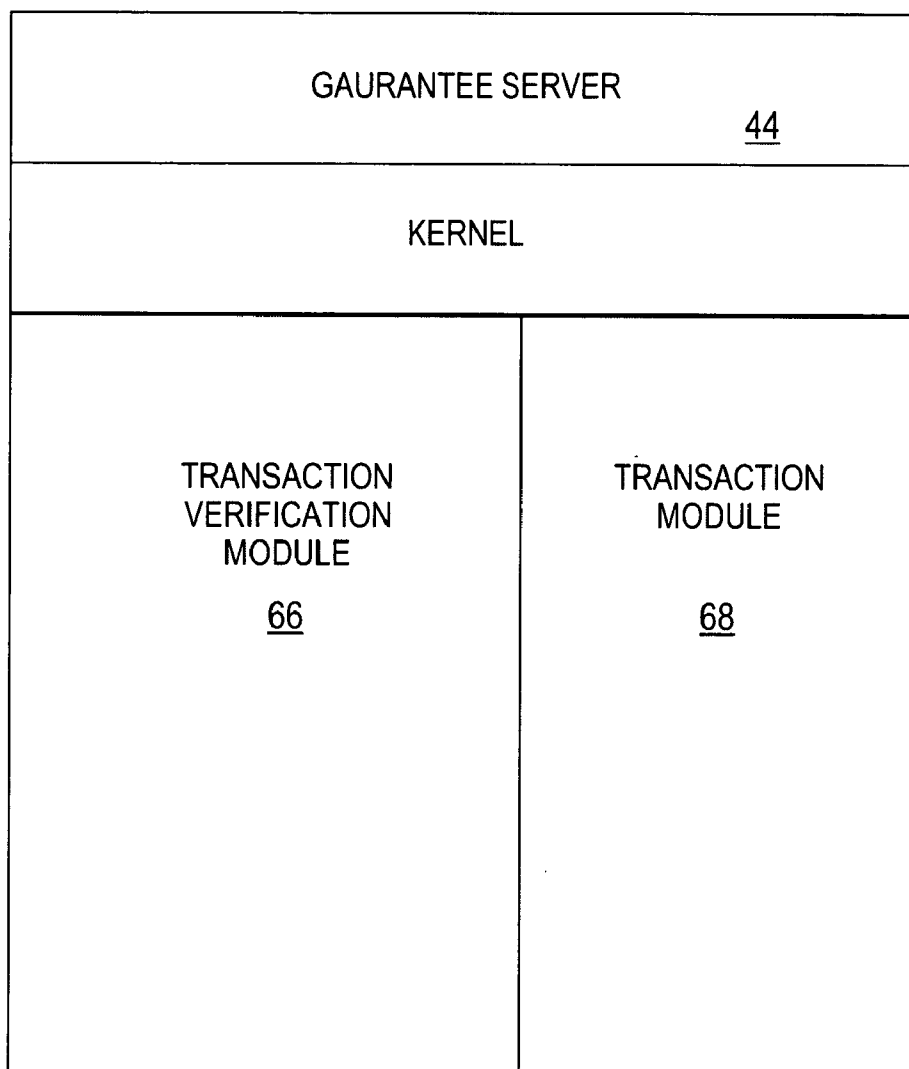 GAURANTEE SERVER
44
KERNEL
TRANSACTION
VERIFICATION
MODULE
66
TRANSACTION
MODULE
68